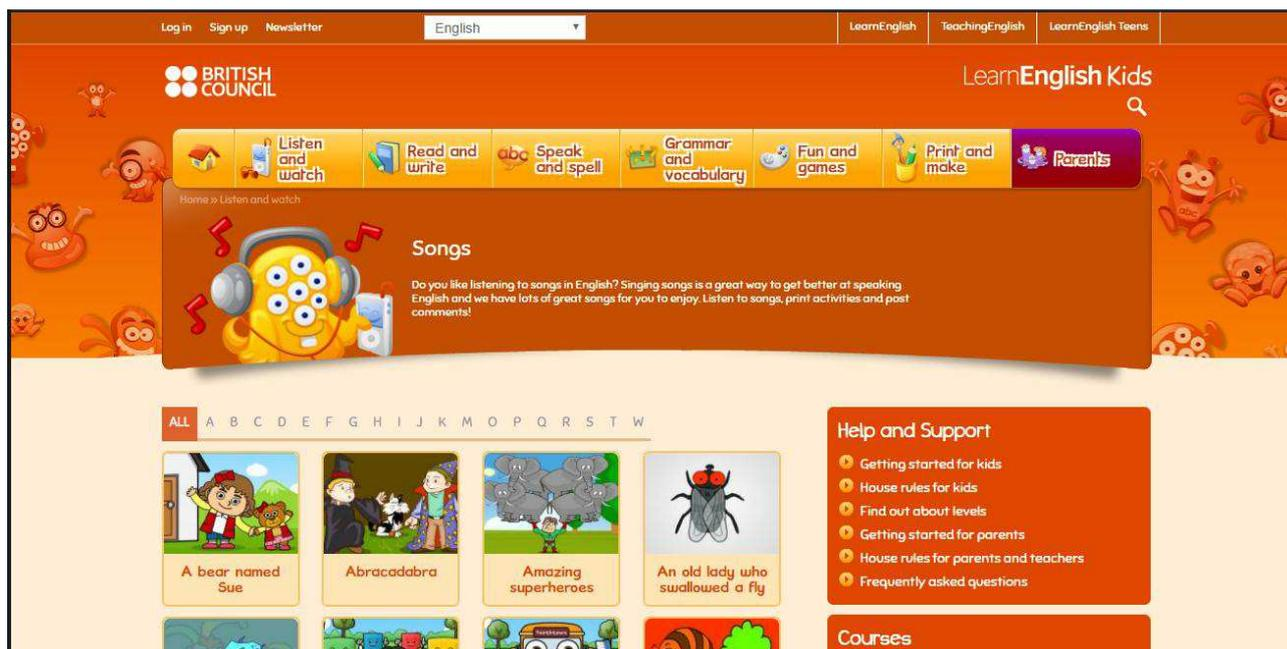 Log in Sign up Newsletter English LearnEnglish TeachingEnglish LearnEnglish Teens
BRITISH
COUNCIL
LearnEnglish Kids
Listen
and
watch
Read and
write
abc
Speak
and spell
Grammar
and
vocabulary
Fun and
games
Print and
make
Parents
abc
Home » Listen and watch
Songs
Do you like listening to songs in English? Singing songs is a great way to get better at speaking
English and we have lots of great songs for you to enjoy. Listen to songs, print activities and post
comments!
ALL A B C D E F G H I J K M O P Q R S T W
A bear named
Sue
Abracadabra
Amazing
superheroes
An old lady who
swallowed a fly
Help and Support
Getting started for kids
House rules for kids
Find out about levels
Getting started for parents
House rules for parents and teachers
Frequently asked questions
Courses